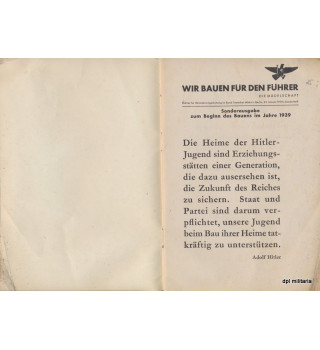 WIR BAUEN FÜR DEN FÜHRER
Sonderausgabe
zum Beginn des Bauens im Jahre 1939
Die Heime der Hitler-
Jugend sind Erziehungs-
stätten einer Generation,
die dazu ausersehen ist,
die Zukunft des Reiches
zu sichern. Staat und
Partei sind darum ver-
pflichtet, unsere Jugend
beim Bau ihrer Heime tat-
kräftig zu unterstützen.
Adolf Hitler
dpl militaria